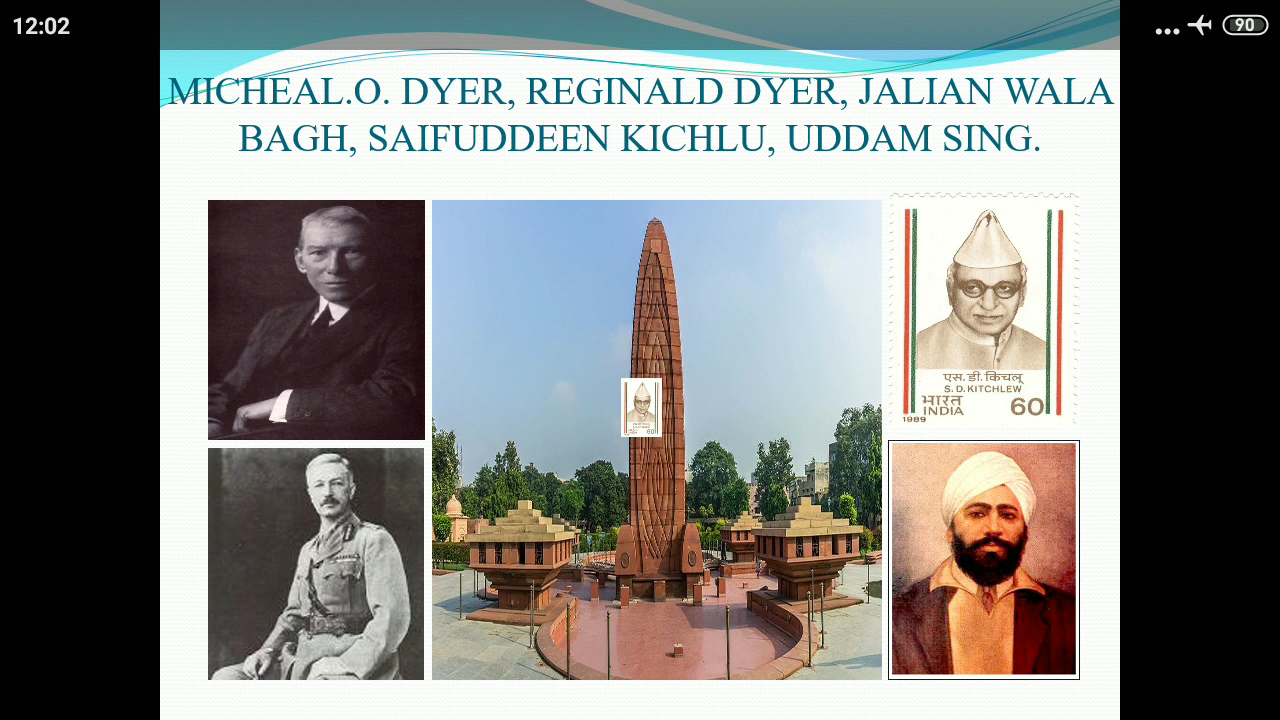 12:02
90
MICHEAL.O. DYER, REGINALD DYER, JALIAN WALA
BAGH, SAIFUDDEEN KICHLU, UDDAM SING.
एस. डी. किचलू
S. D. KITCHLEW
भारत
INDIA
60
1989
60